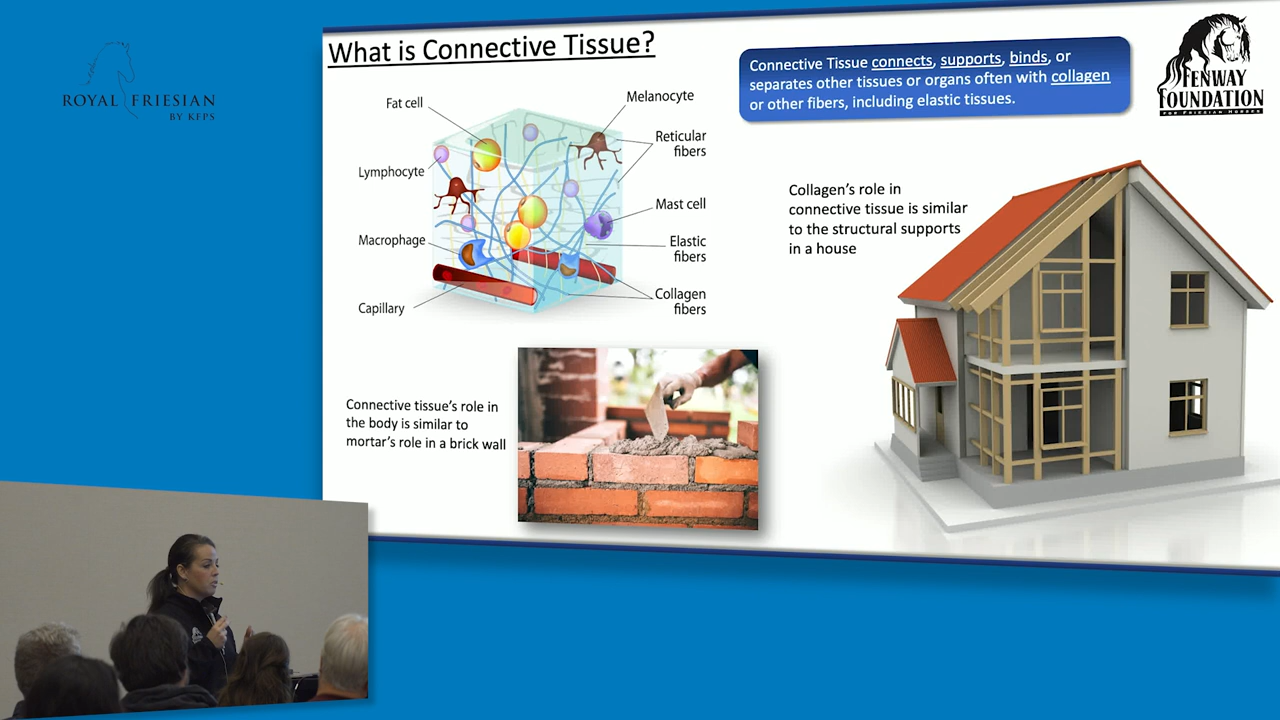 ROYAL FRIESIAN
BY KFPS
What is Connective Tissue?
Connective Tissue connects, supports, binds, or
separates other tissues or organs often with collagen
or other fibers, including elastic tissues.
FENWAY
FOUNDATION
FOR FRIESIAN HORSES
Fat cell
Melanocyte
Reticular
fibers
Lymphocyte
Mast cell
Macrophage
Elastic
fibers
Capillary
Collagen
fibers
Collagen's role in
connective tissue is similar
to the structural supports
in a house
Connective tissue's role in
the body is similar to
mortar's role in a brick wall